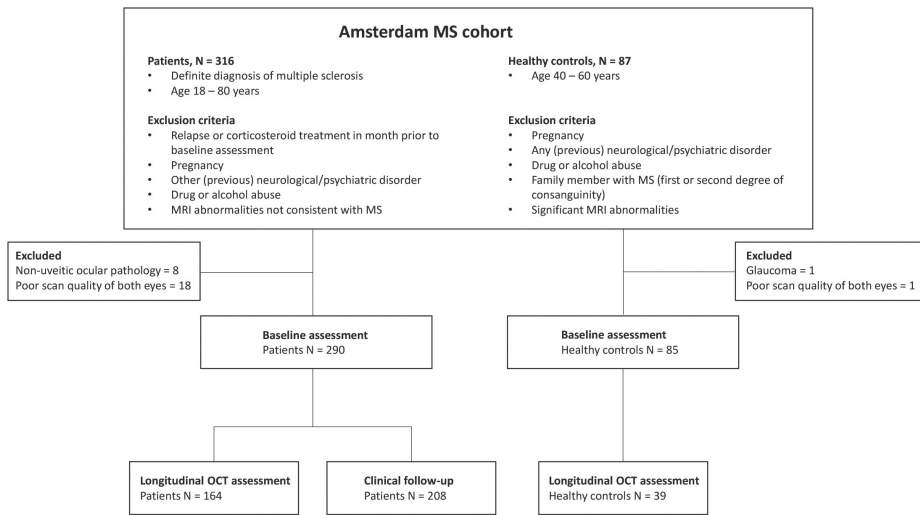 Amsterdam MS cohort
Patients, N = 316
• Definite diagnosis of multiple sclerosis
• Age 18 – 80 years
Exclusion criteria
• Relapse or corticosteroid treatment in month prior to
baseline assessment
• Pregnancy
• Other (previous) neurological/psychiatric disorder
• Drug or alcohol abuse
• MRI abnormalities not consistent with MS
Healthy controls, N = 87
• Age 40 – 60 years
Exclusion criteria
• Pregnancy
• Any (previous) neurological/psychiatric disorder
• Drug or alcohol abuse
• Family member with MS (first or second degree of
consanguinity)
• Significant MRI abnormalities
Excluded
Non-uveitic ocular pathology = 8
Poor scan quality of both eyes = 18
Excluded
Glaucoma = 1
Poor scan quality of both eyes = 1
Baseline assessment
Patients N = 290
Baseline assessment
Healthy controls N = 85
Longitudinal OCT assessment
Patients N = 164
Clinical follow-up
Patients N = 208
Longitudinal OCT assessment
Healthy controls N = 39